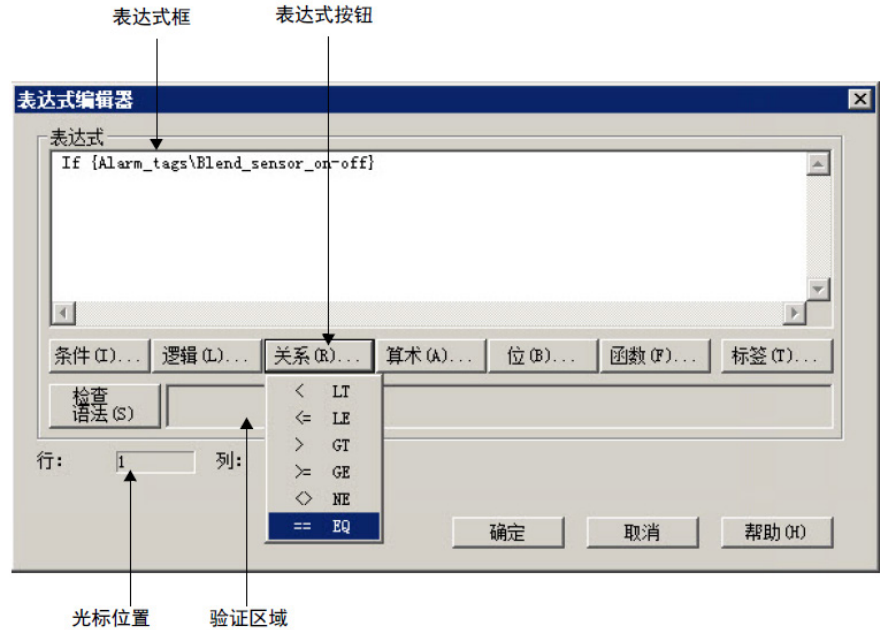 表达式框 表达式按钮
表达式编辑器
表达式
If {Alarm_tags\Blend_sensor_on-off}
条件(I)... 逻辑(L)... 关系(R)... 算术(A)... 位(B)... 函数(F)... 标签(T)...
检查
语法(S)
< LT
<= LE
> GT
>= GE
<> NE
== EQ
行: 1 列:
确定 取消 帮助(H)
光标位置 验证区域